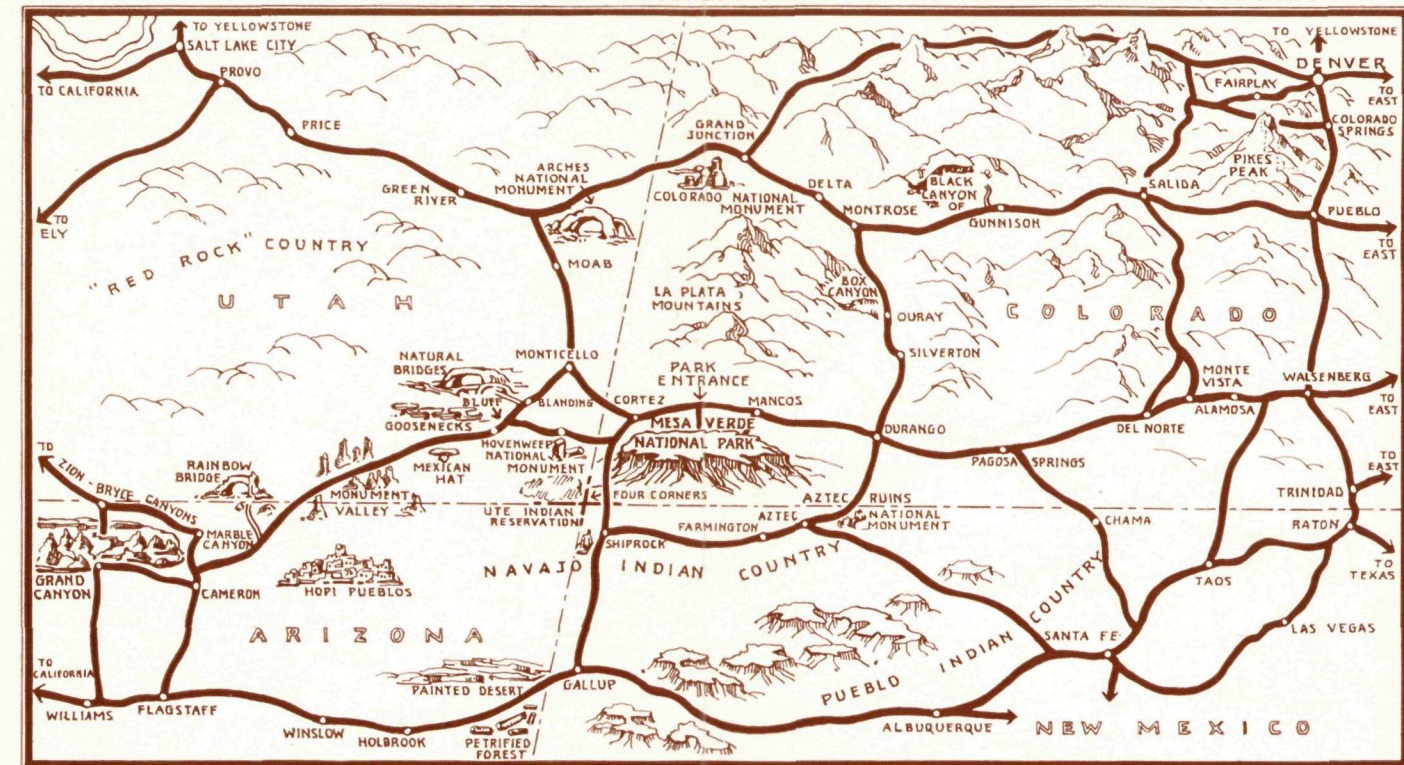 TO YELLOWSTONE
SALT LAKE CITY
TO CALIFORNIA
PROVO
PRICE
TO
ELY
GREEN
RIVER
ARCHES
NATIONAL
MONUMENT
GRAND
JUNCTION
COLORADO NATIONAL
MONUMENT
DELTA
MONTROSE
BLACK
CANYON
OF
GUNNISON
SALIDA
TO YELLOWSTONE
DENVER
TO
EAST
FAIRPLAY
COLORADO
SPRINGS
PIKES
PEAK
PUEBLO
TO
EAST
"RED ROCK" COUNTRY
UTAH
MOAB
LA PLATA
MOUNTAINS
BOX
CANYON
OURAY
COLORADO
SILVERTON
NATURAL
BRIDGES
MONTICELLO
PARK
ENTRANCE
MONTE
VISTA
WALSENBERG
TO
EAST
BLUFF
BLANDING
CORTEZ
MANCOS
ALAMOSA
GOOSENECKS
MESA VERDE
NATIONAL PARK
DURANGO
DEL NORTE
HOVENWEEP
NATIONAL
MONUMENT
MEXICAN
HAT
PAGOSA SPRINGS
TO
ZION-BRYCE CANYONS
RAINBOW
BRIDGE
MONUMENT
VALLEY
FOUR CORNERS
UTE INDIAN
RESERVATION
AZTEC RUINS
NATIONAL
MONUMENT
AZTEC
FARMINGTON
CHAMA
TO
EAST
TRINIDAD
RATON
TO
TEXAS
MARBLE
CANYON
SHIPROCK
NAVAJO INDIAN COUNTRY
GRAND
CANYON
CAMERON
HOPI PUEBLOS
TAOS
ARIZONA
PUEBLO INDIAN COUNTRY
SANTA FE
LAS VEGAS
TO
CALIFORNIA
PAINTED DESERT
GALLUP
WILLIAMS
FLAGSTAFF
WINSLOW
HOLBROOK
PETRIFIED
FOREST
ALBUQUERQUE
NEW MEXICO